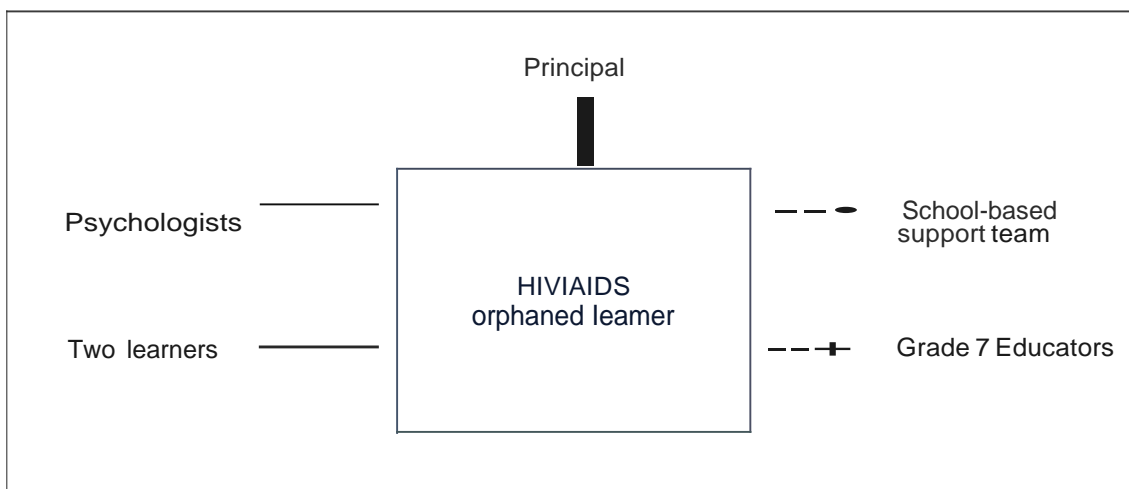 Principal
Psychologists
School-based
support team
HIVIAIDS
orphaned leamer
Two learners
Grade 7 Educators